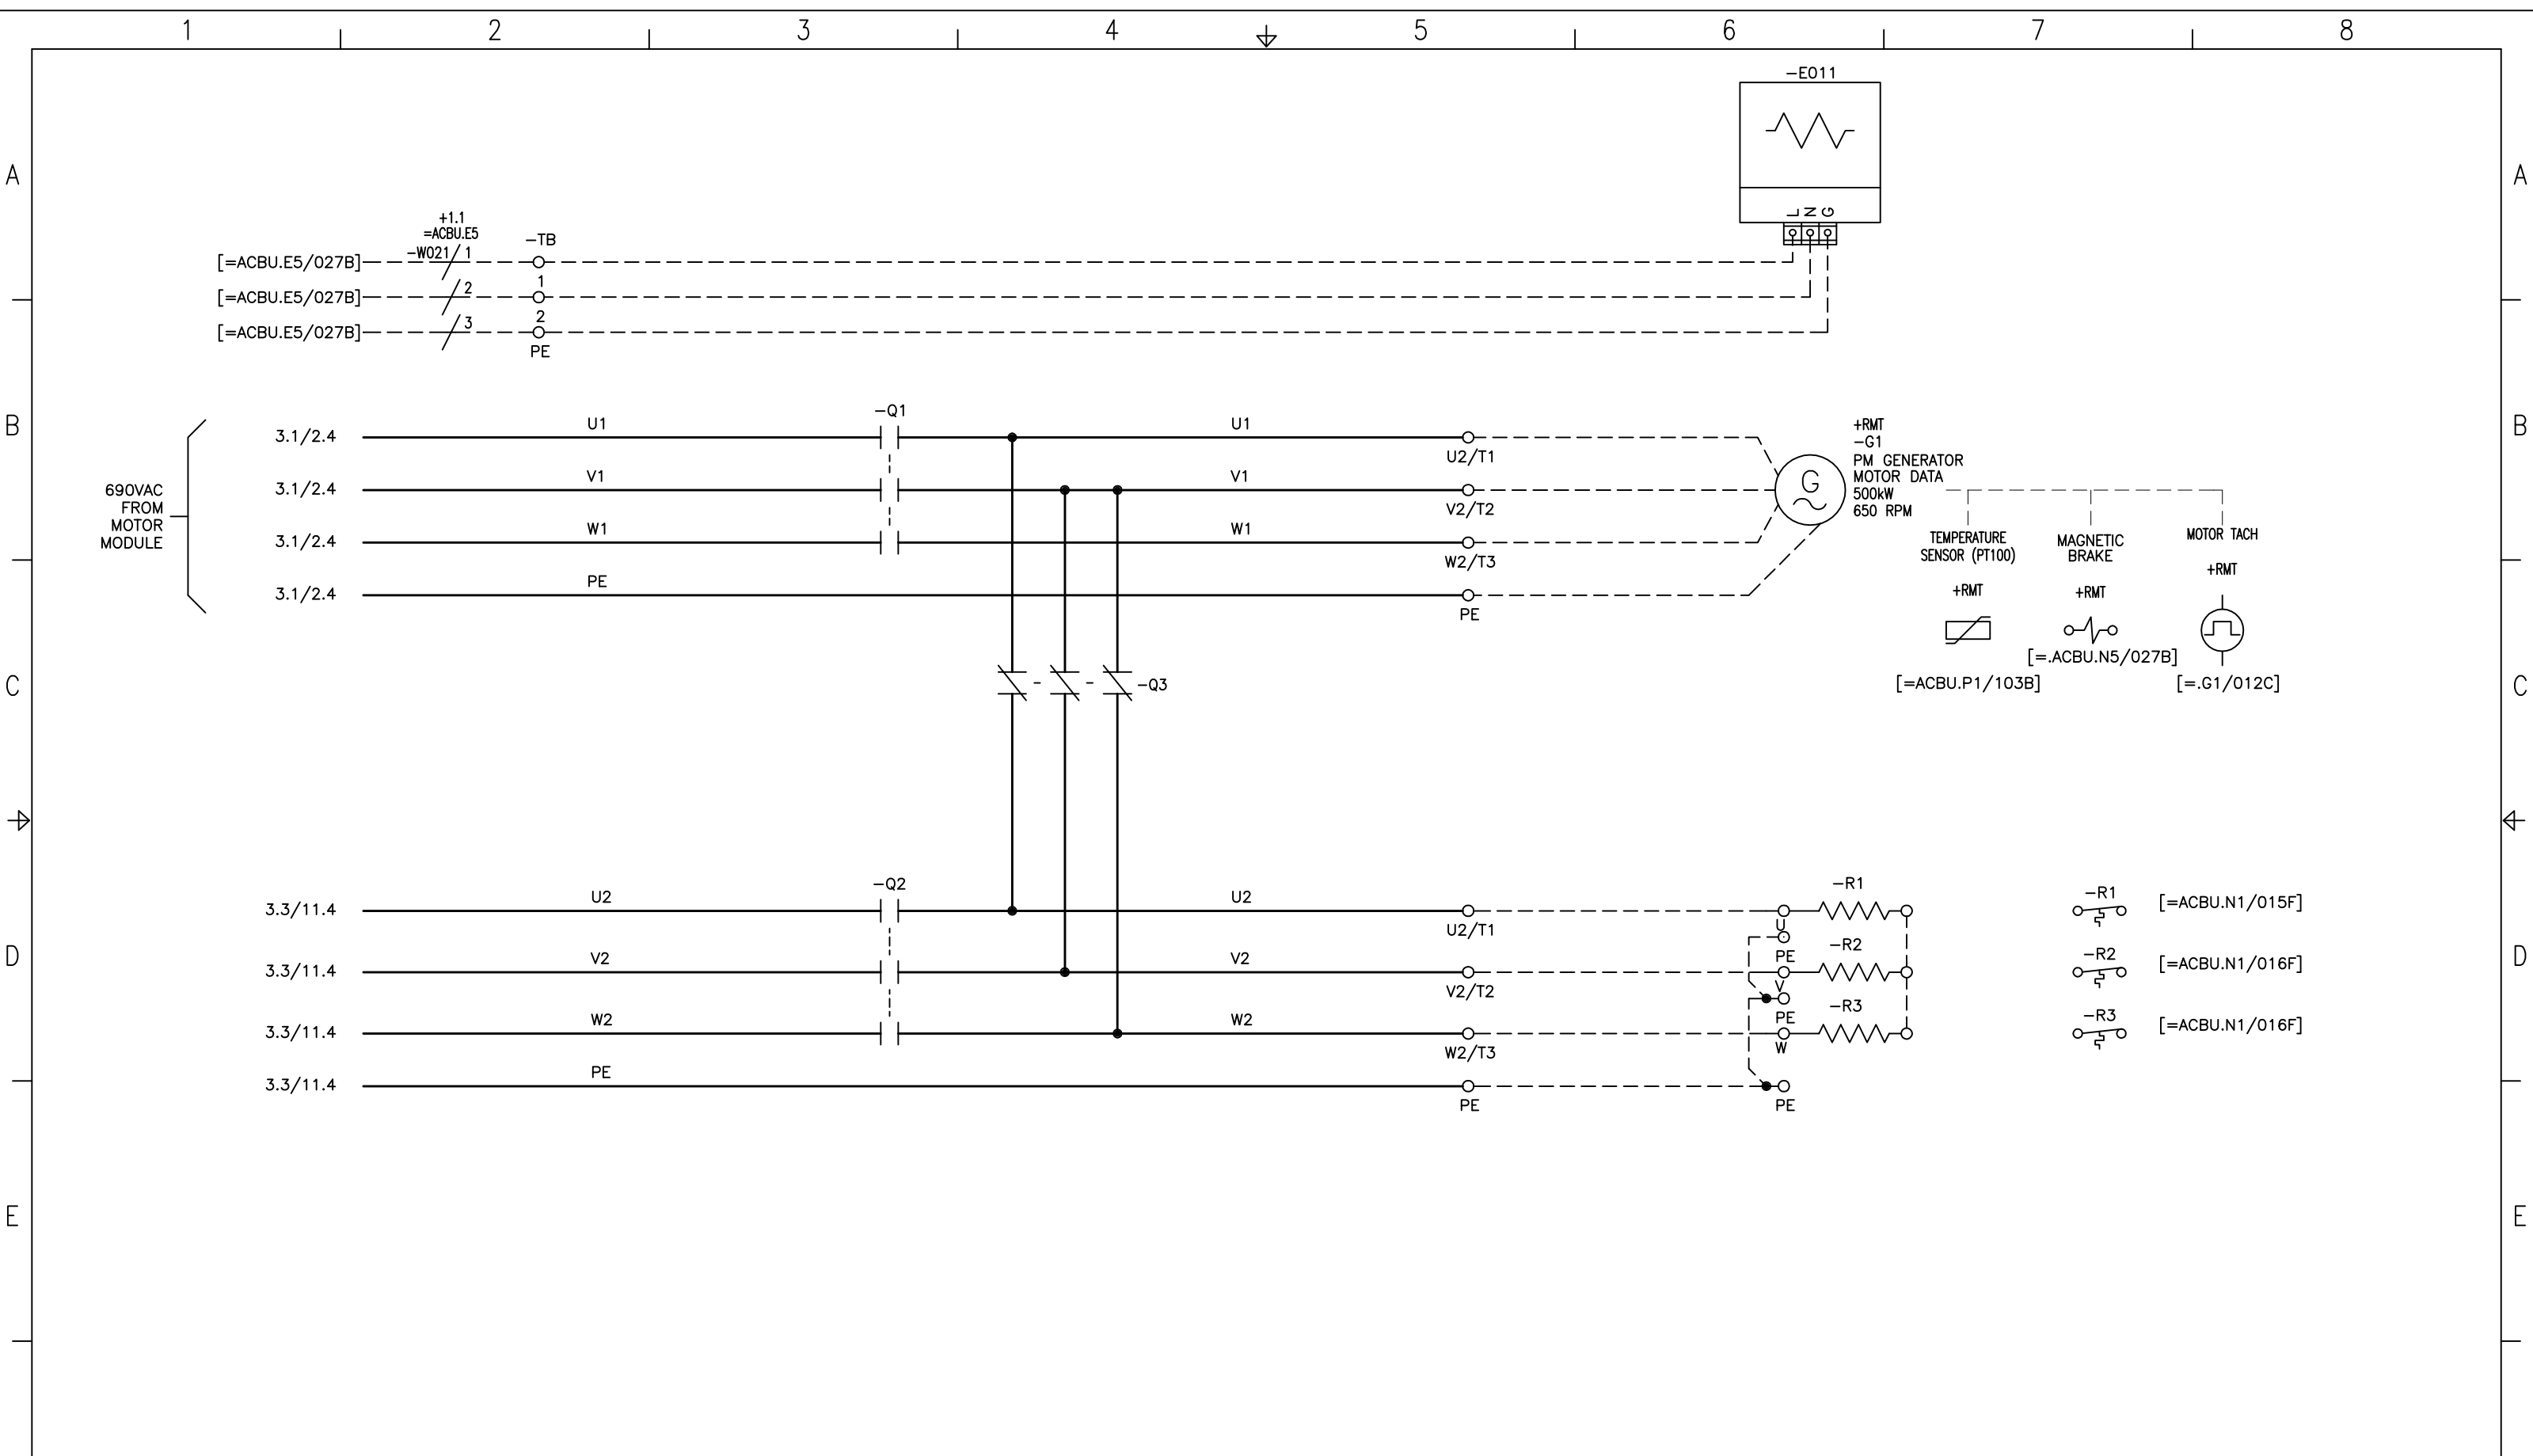 1 2 3 4 5 6 7 8
-E011
A A
L N G
+1.1
=ACBU.E5
-W021 1
-TB
[=ACBU.E5/027B]
1
[=ACBU.E5/027B]
2
2
[=ACBU.E5/027B]
3
PE
B B
-Q1
690VAC
FROM
MOTOR
MODULE
3.1/2.4 U1 U1
U2/T1
3.1/2.4 V1 V1
V2/T2
3.1/2.4 W1 W1
W2/T3
3.1/2.4 PE
PE
G
+RMT
-G1
PM GENERATOR
MOTOR DATA
500kW
650 RPM
TEMPERATURE
SENSOR (PT100)
+RMT
[=ACBU.P1/103B]
MAGNETIC
BRAKE
+RMT
[=.ACBU.N5/027B]
MOTOR TACH
+RMT
[=.G1/012C]
C C
-Q3
-Q2
3.3/11.4 U2 U2
U2/T1
-R1
U
PE
-R1 [=ACBU.N1/015F]
D D
3.3/11.4 V2 V2
V2/T2
-R2
V
PE
-R2 [=ACBU.N1/016F]
3.3/11.4 W2 W2
W2/T3
-R3
W
-R3 [=ACBU.N1/016F]
3.3/11.4 PE
PE
PE
E E